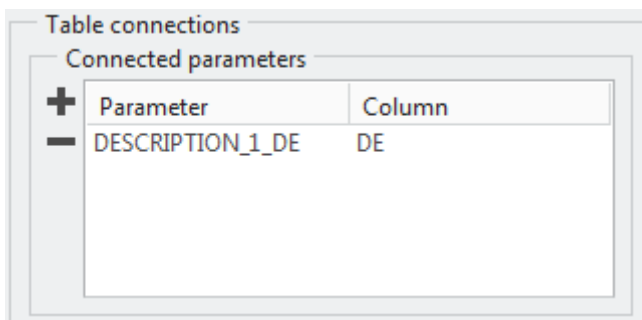 Table connections
Connected parameters
Parameter Column
DESCRIPTION_1_DE DE